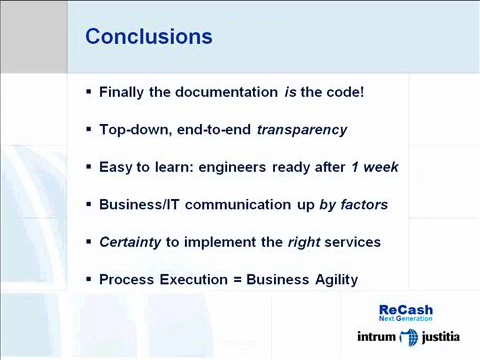 Conclusions
▪ Finally the documentation is the code!
▪ Top-down, end-to-end transparency
▪ Easy to learn: engineers ready after 1 week
▪ Business/IT communication up by factors
▪ Certainty to implement the right services
▪ Process Execution = Business Agility
ReCash
Next Generation
intrum justitia